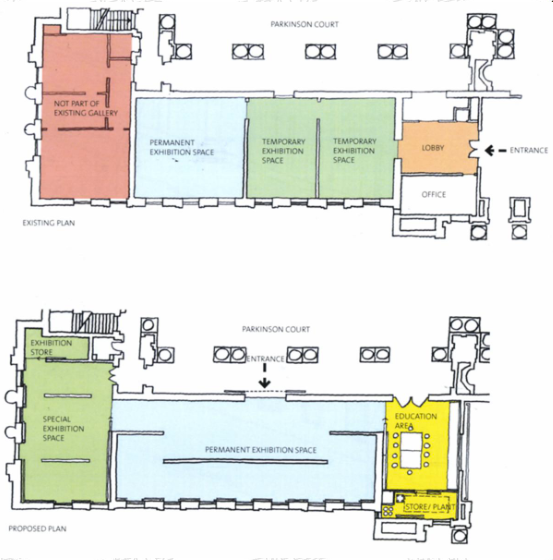 PARKINSON COURT
NOT PART OF
EXISTING GALLERY
PERMANENT
EXHIBITION SPACE
TEMPORARY
EXHIBITION
SPACE
TEMPORARY
EXHIBITION
SPACE
LOBBY
ENTRANCE
OFFICE
EXISTING PLAN
PARKINSON COURT
EXHIBITION
STORE
ENTRANCE
SPECIAL
EXHIBITION
SPACE
PERMANENT EXHIBITION SPACE
EDUCATION
AREA
STORE/ PLANT
PROPOSED PLAN